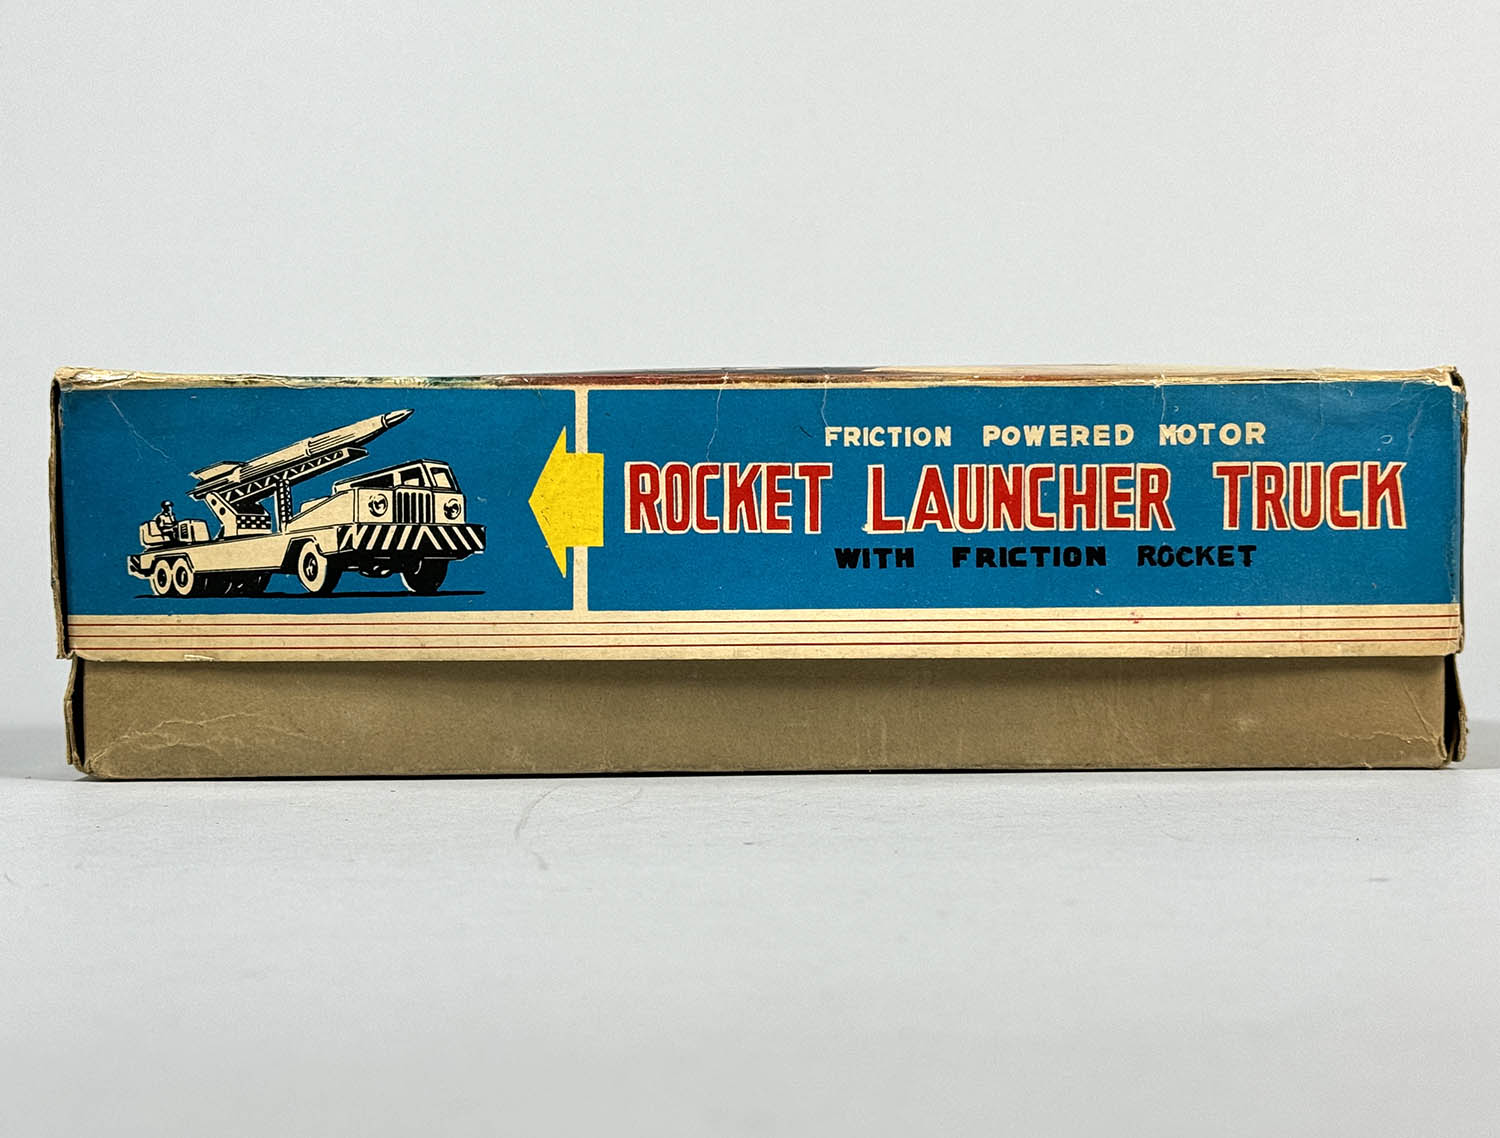 FRICTION POWERED MOTOR
ROCKET LAUNCHER TRUCK
WITH FRICTION ROCKET